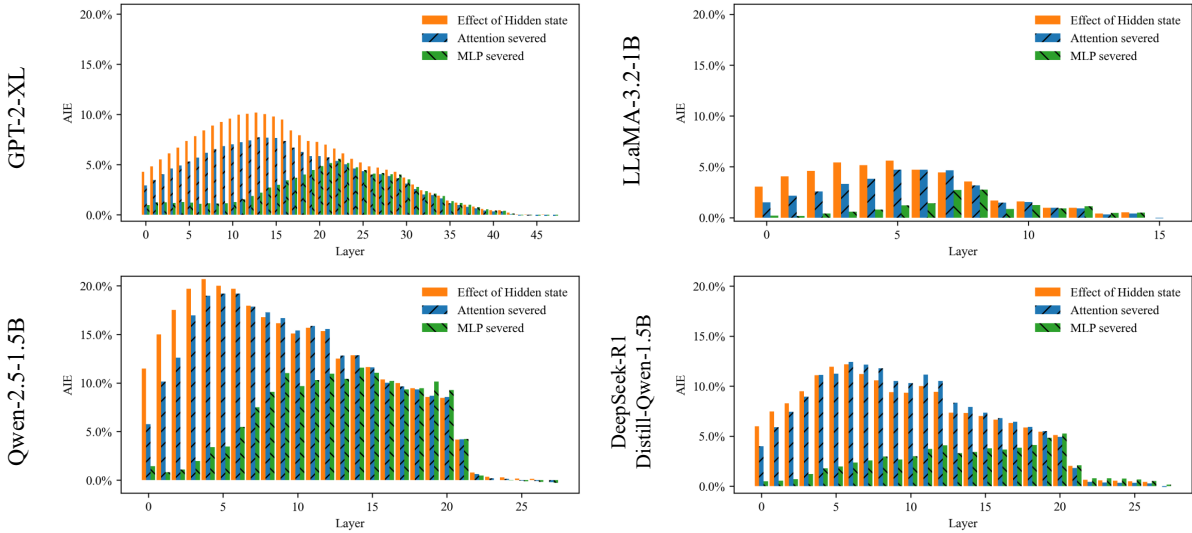 GPT-2-XL
AIE
20.0%
15.0%
10.0%
5.0%
0.0%
Effect of Hidden state
Attention severed
MLP severed
0 5 10 15 20 25 30 35 40 45
Layer
LLaMA-3.2-1B
AIE
20.0%
15.0%
10.0%
5.0%
0.0%
Effect of Hidden state
Attention severed
MLP severed
0 5 10 15
Layer
Qwen-2.5-1.5B
AIE
20.0%
15.0%
10.0%
5.0%
0.0%
Effect of Hidden state
Attention severed
MLP severed
0 5 10 15 20 25
Layer
DeepSeek-R1
Distill-Qwen-1.5B
AIE
20.0%
15.0%
10.0%
5.0%
0.0%
Effect of Hidden state
Attention severed
MLP severed
0 5 10 15 20 25
Layer